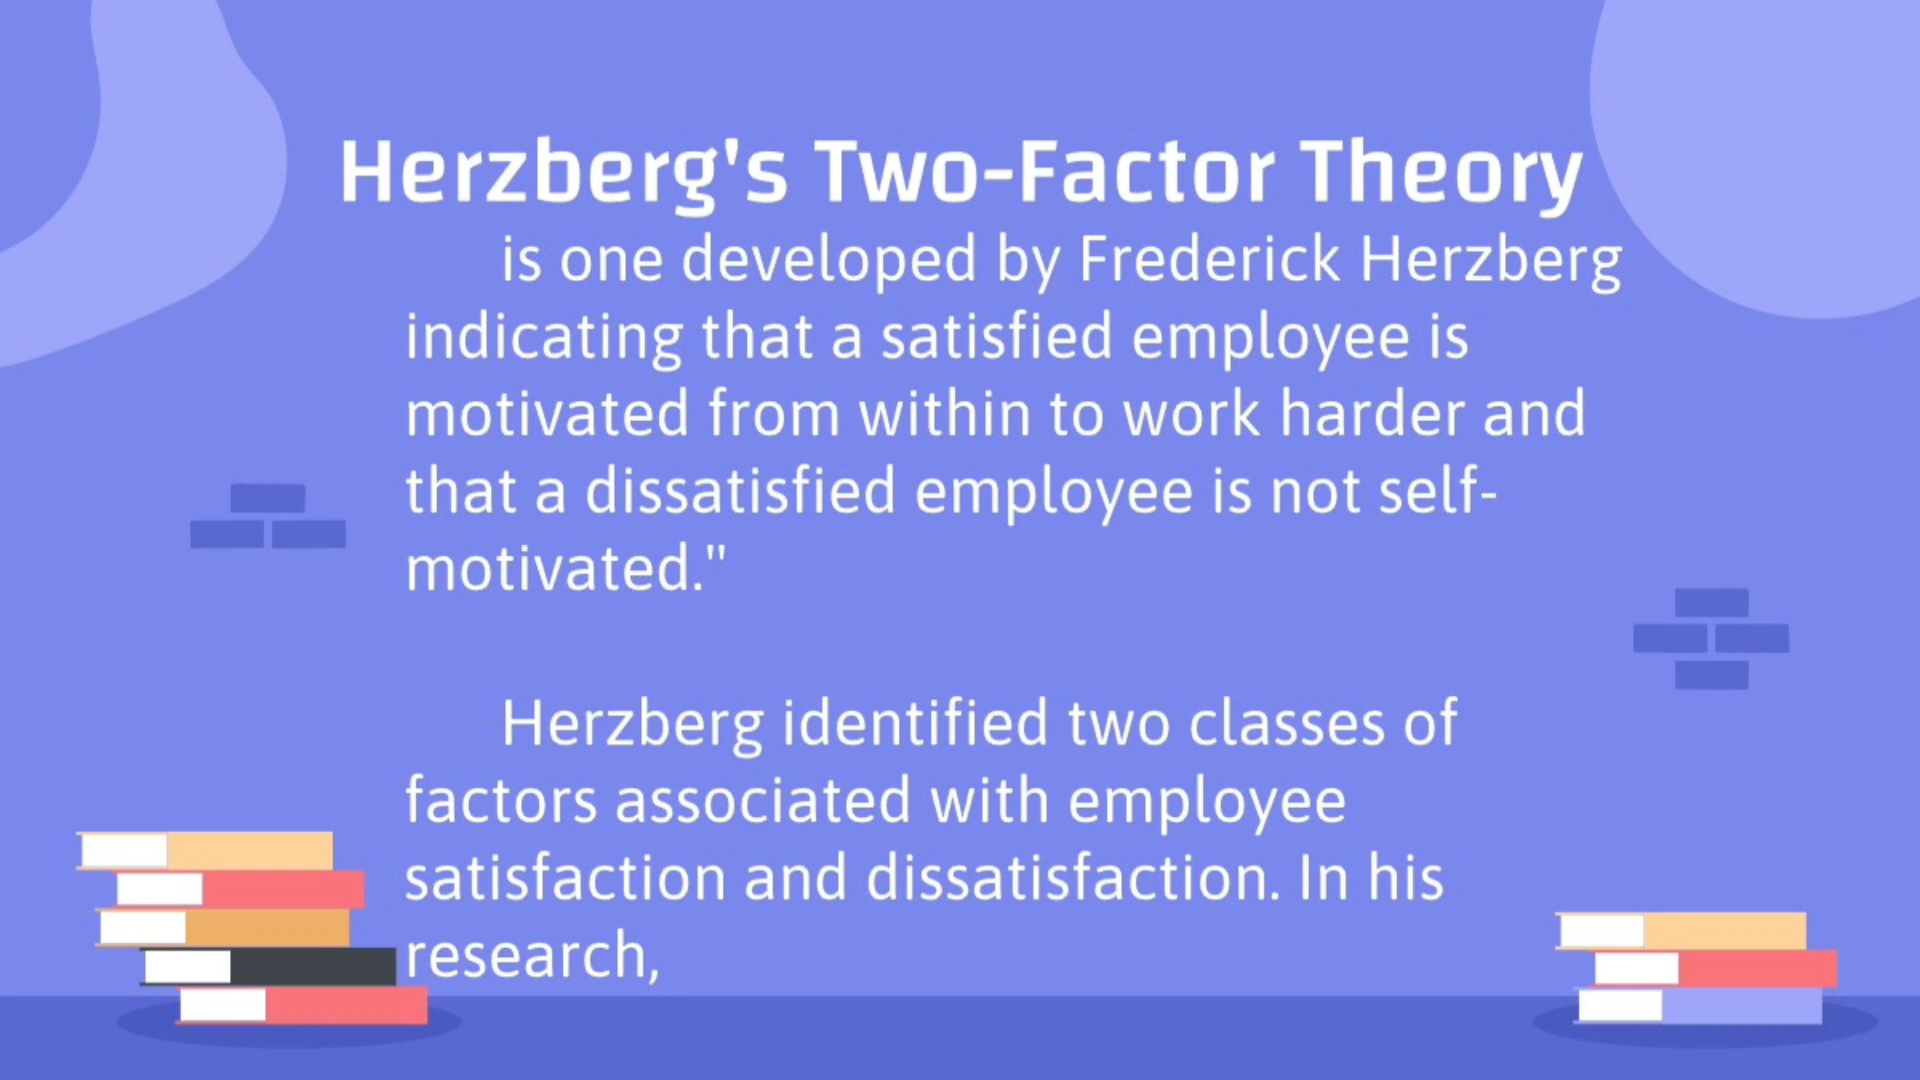 Herzberg's Two-Factor Theory
is one developed by Frederick Herzberg
indicating that a satisfied employee is
motivated from within to work harder and
that a dissatisfied employee is not self-
motivated."
Herzberg identified two classes of
factors associated with employee
satisfaction and dissatisfaction. In his
research,